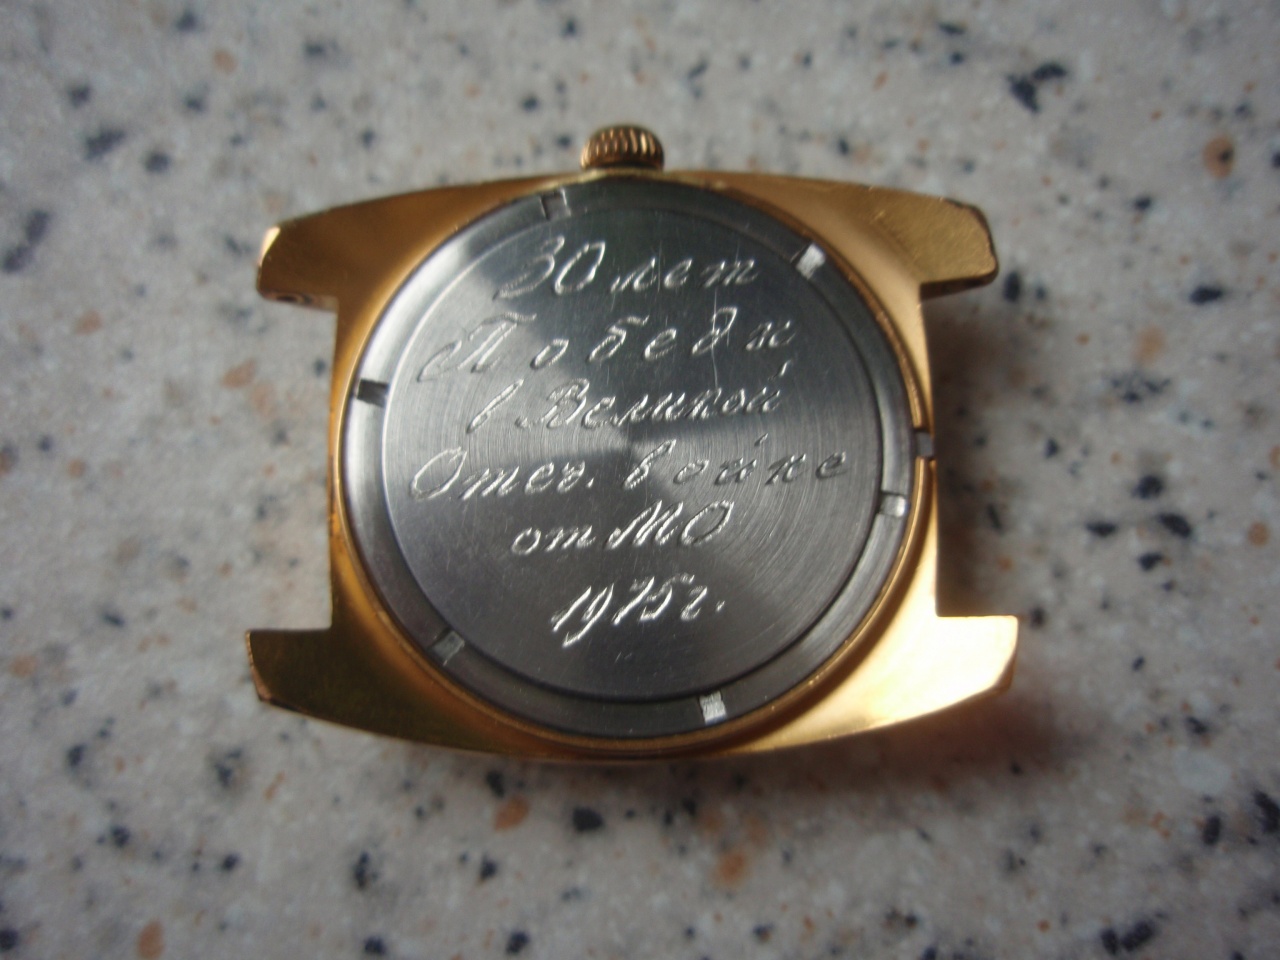 30 лет
Победы
в Великой
Отеч. войне
от МО
1975г.